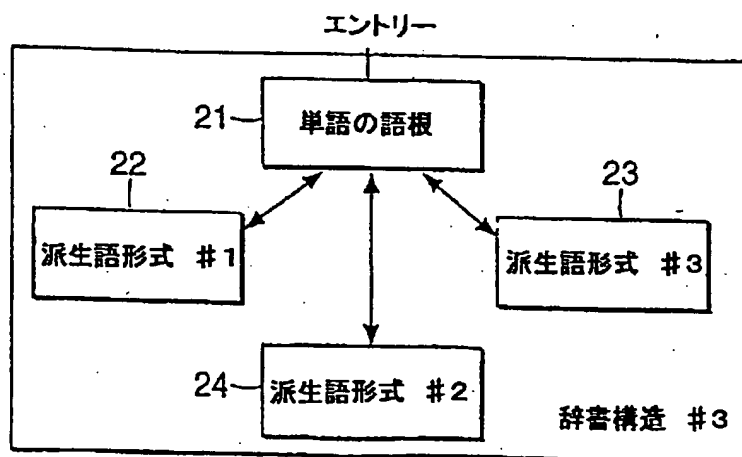 エントリー
21
単語の語根
22
派生語形式 #1
23
派生語形式 #3
24
派生語形式 #2
辞書構造 #3